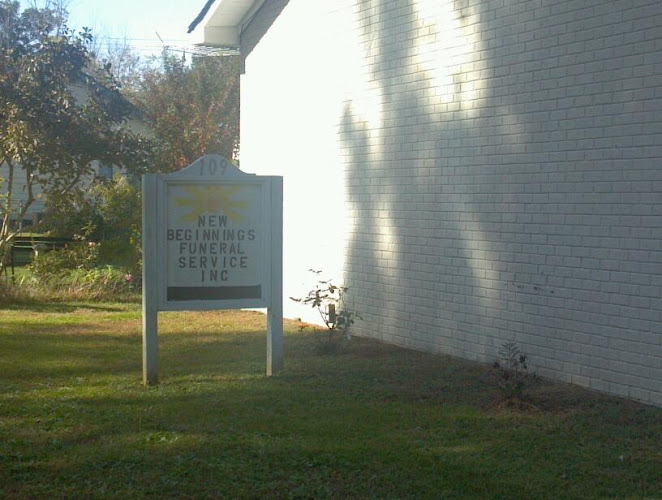 109
NEW
BEGINNINGS
FUNERAL
SERVICE
INC